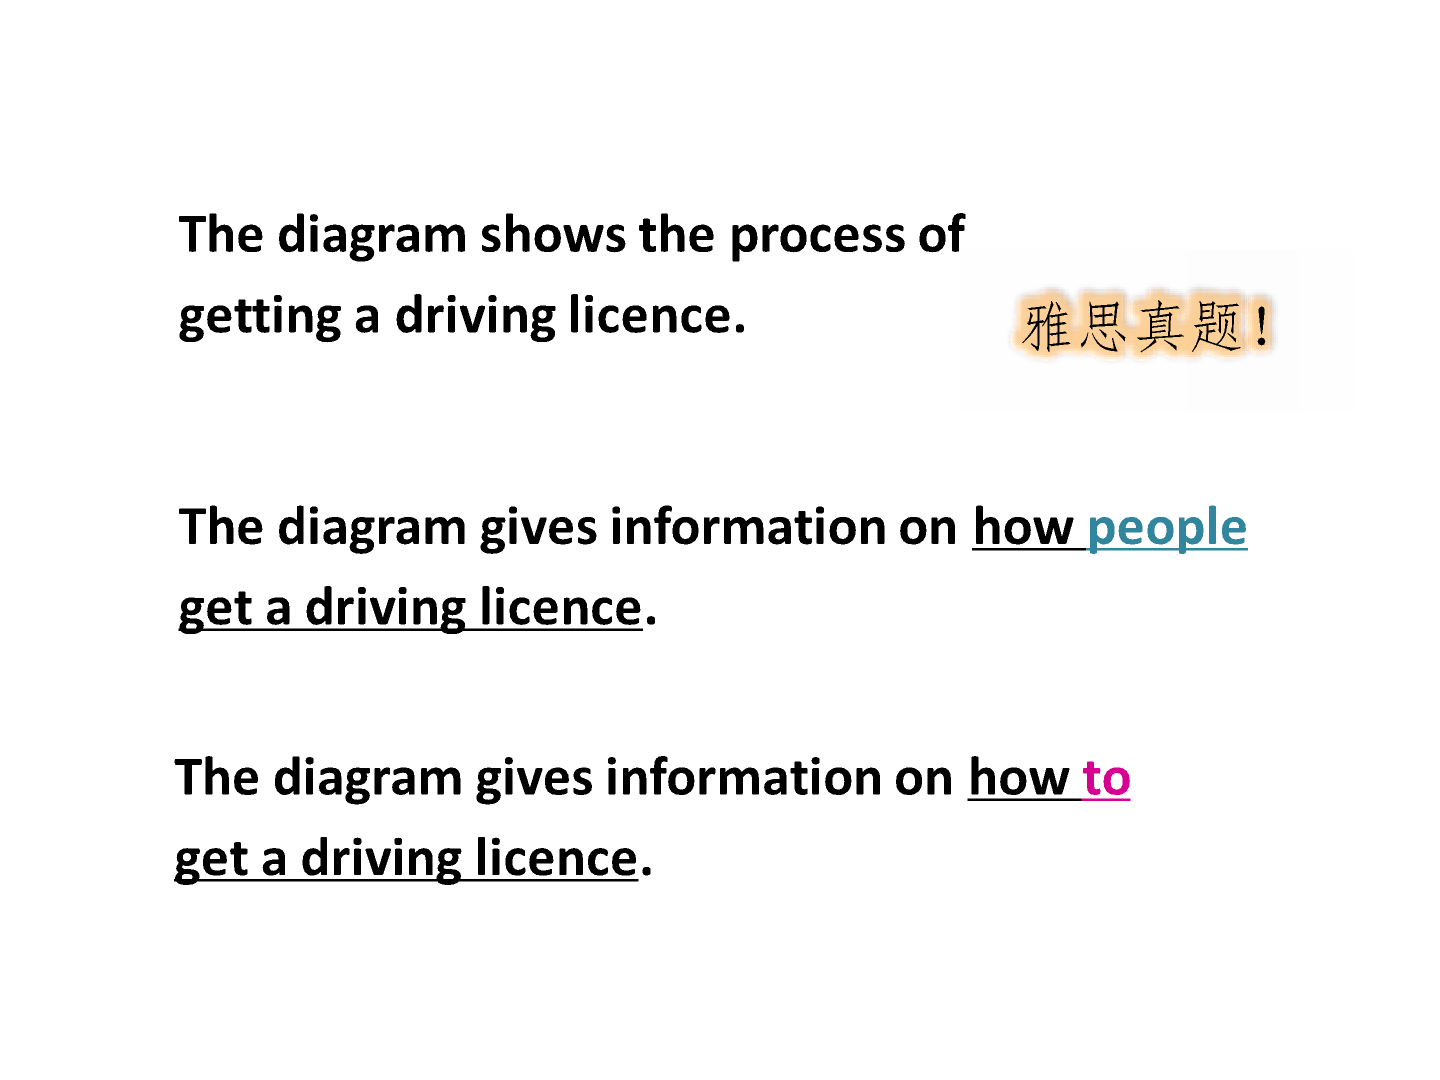 The diagram shows the process of
getting a driving licence.
雅思真题!
The diagram gives information on how people
get a driving licence.
The diagram gives information on how to
get a driving licence.